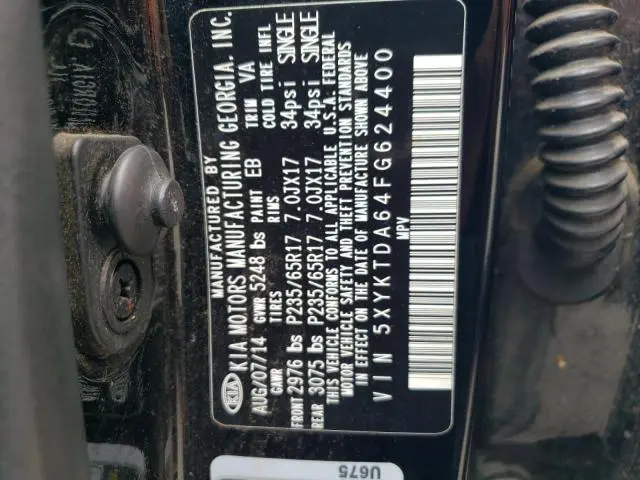 MANUFACTURED BY
KIA KIA MOTORS MANUFACTURING GEORGIA, INC.
AUG/07/14 GVWR 5248 lbs PAINT EB TRIM VA
GAWR TIRES RIMS COLD TIRE INFL
FRONT 2976 lbs P235/65R17 7.0JX17 34psi SINGLE
REAR 3075 lbs P235/65R17 7.0JX17 34psi SINGLE
THIS VEHICLE CONFORMS TO ALL APPLICABLE U.S.A. FEDERAL
MOTOR VEHICLE SAFETY AND THEFT PREVENTION STANDARDS
IN EFFECT ON THE DATE OF MANUFACTURE SHOWN ABOVE.
VIN 5XYKTDA64FG624400
MPV
U675